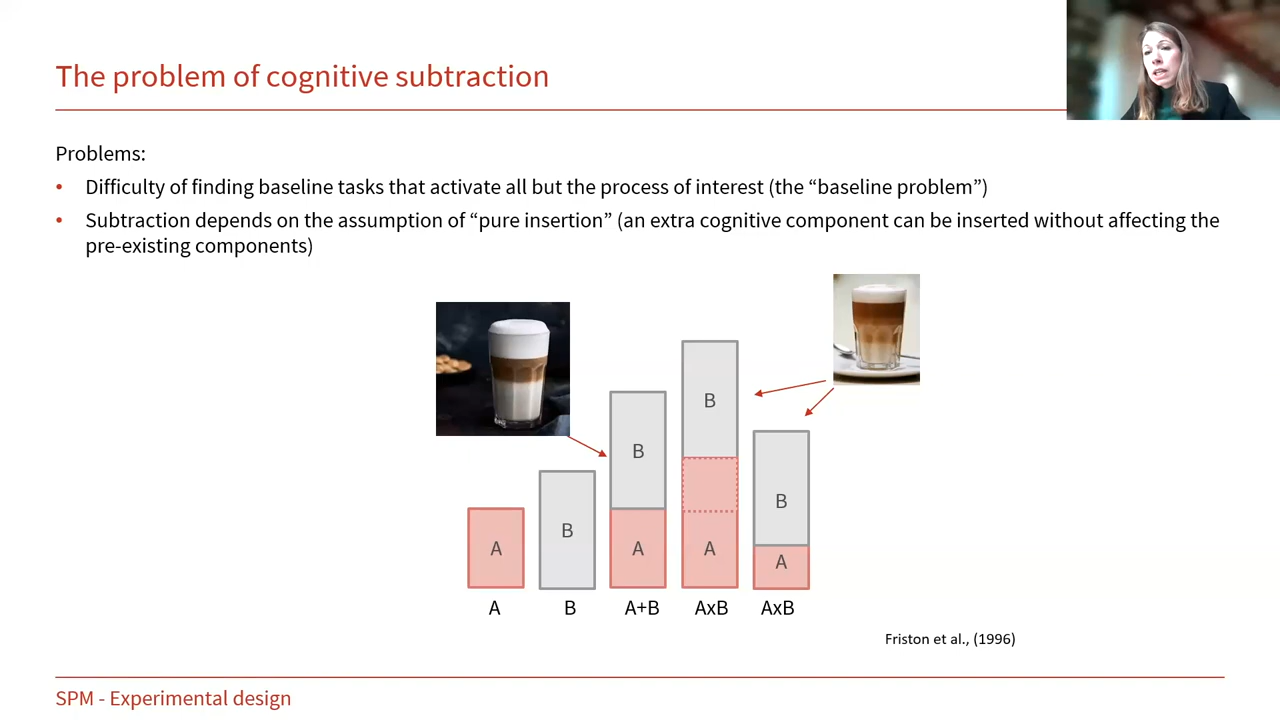 The problem of cognitive subtraction
Problems:
• Difficulty of finding baseline tasks that activate all but the process of interest (the “baseline problem”)
• Subtraction depends on the assumption of “pure insertion” (an extra cognitive component can be inserted without affecting the
pre-existing components)
B
B
B
B
A
A
A
A
A B A+B AxB AxB
Friston et al., (1996)
SPM - Experimental design